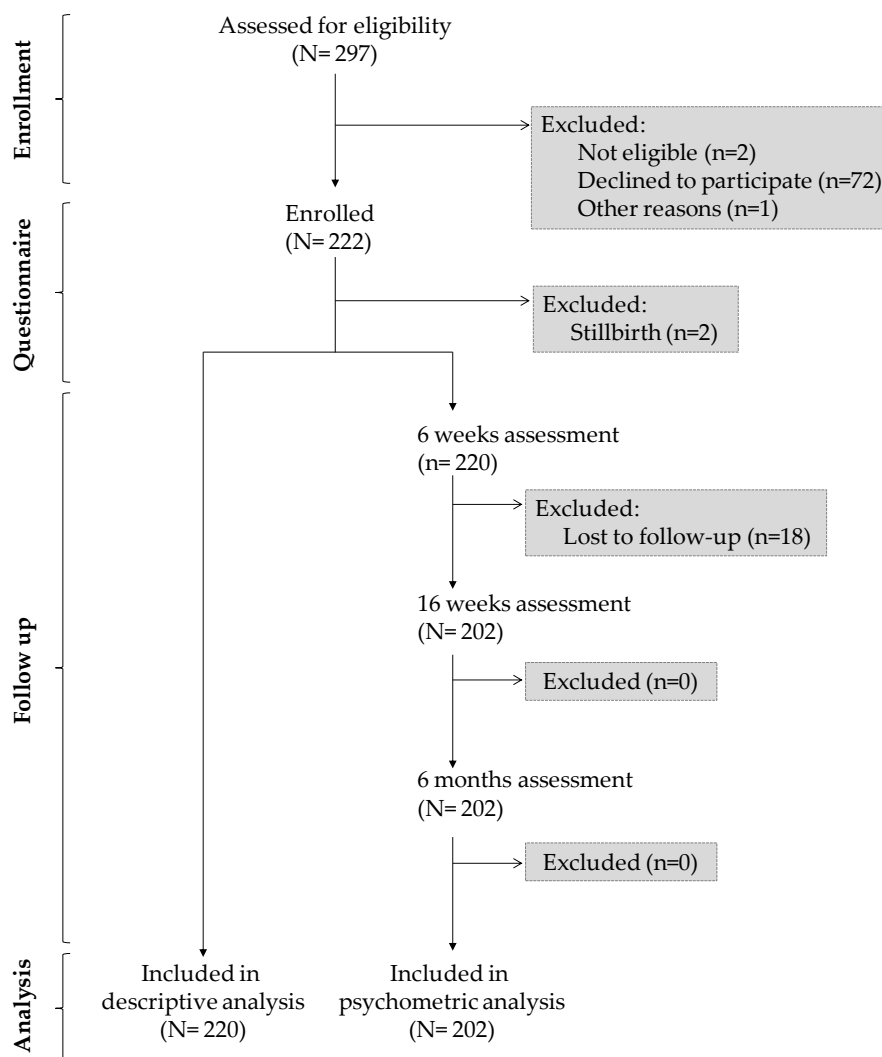 Enrollment
Assessed for eligibility
(N= 297)
Excluded:
Not eligible (n=2)
Declined to participate (n=72)
Other reasons (n=1)
Questionnaire
Enrolled
(N= 222)
Excluded:
Stillbirth (n=2)
Follow up
6 weeks assessment
(n= 220)
Excluded:
Lost to follow-up (n=18)
16 weeks assessment
(N= 202)
Excluded (n=0)
6 months assessment
(N= 202)
Excluded (n=0)
Analysis
Included in
descriptive analysis
(N= 220)
Included in
psychometric analysis
(N= 202)